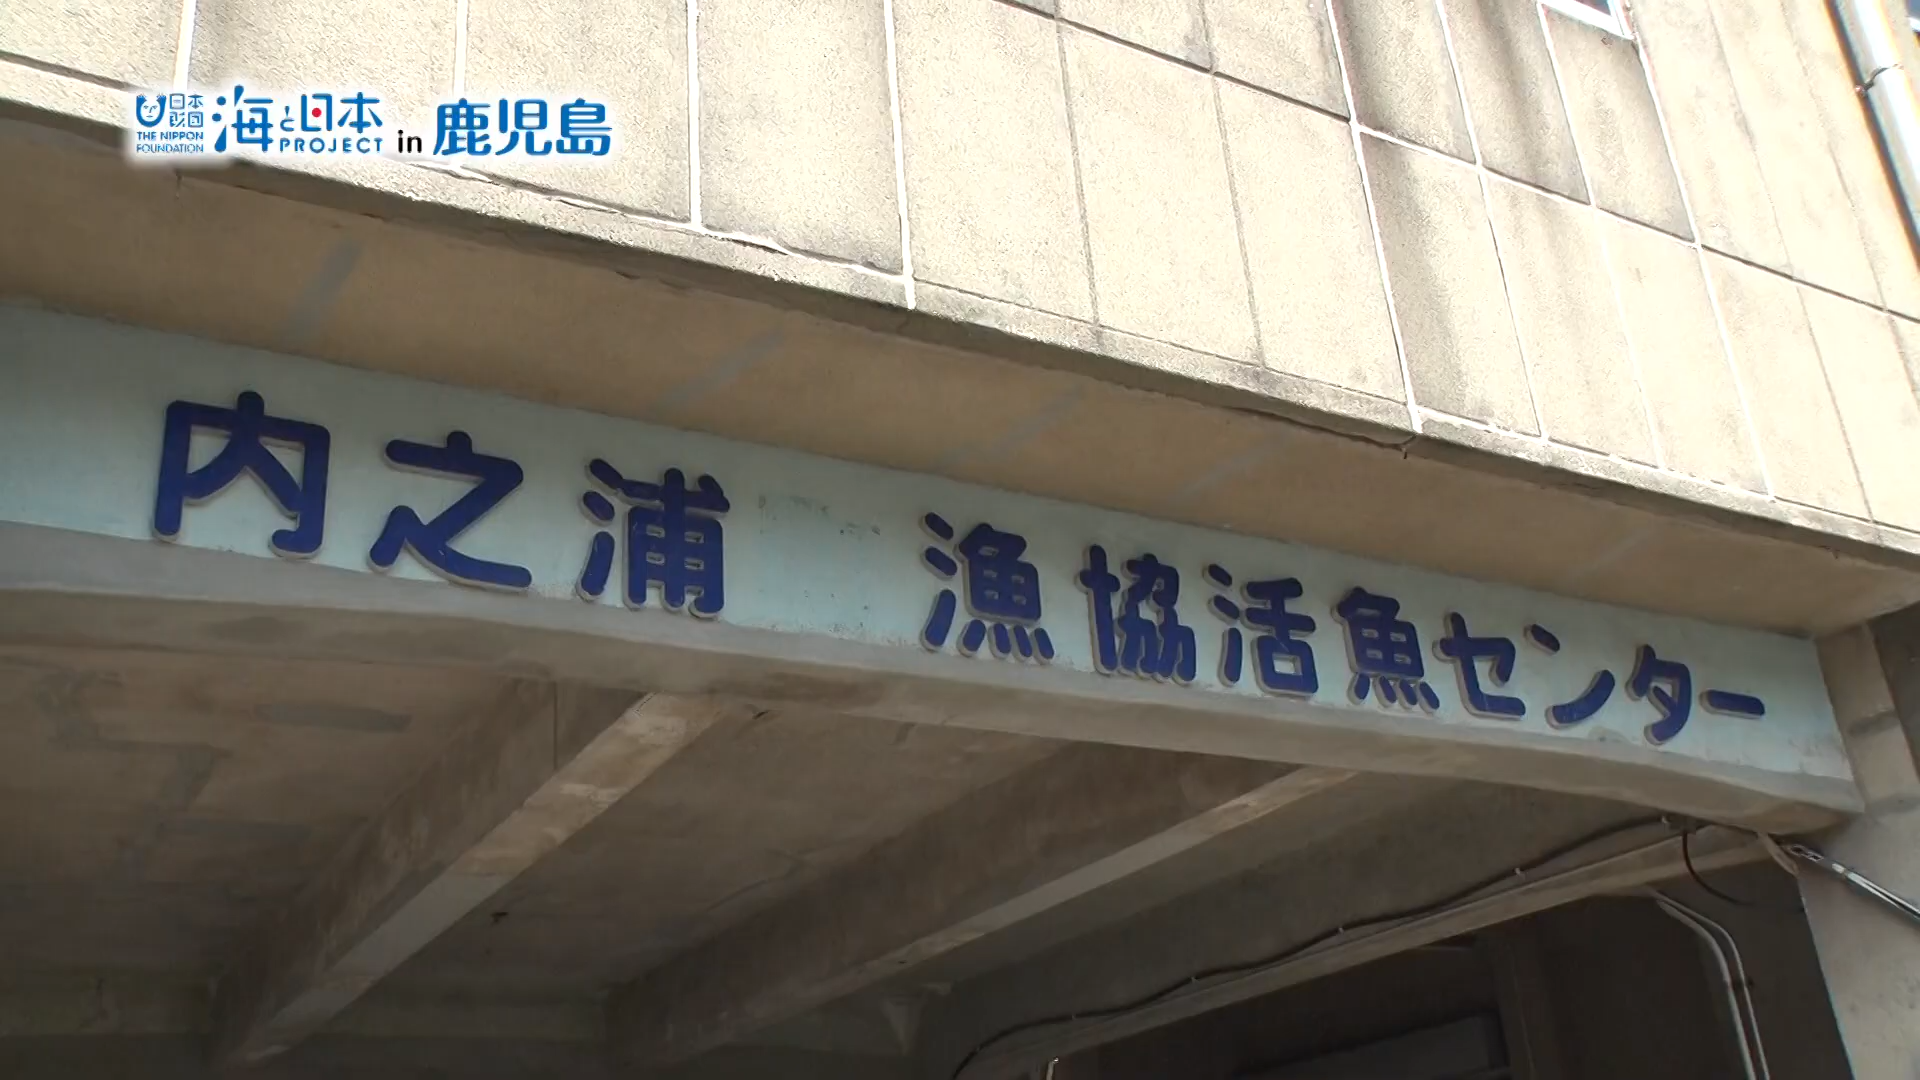 日本財団
THE NIPPON FOUNDATION
海と日本 PROJECT in 鹿児島
内之浦 漁協活魚センター